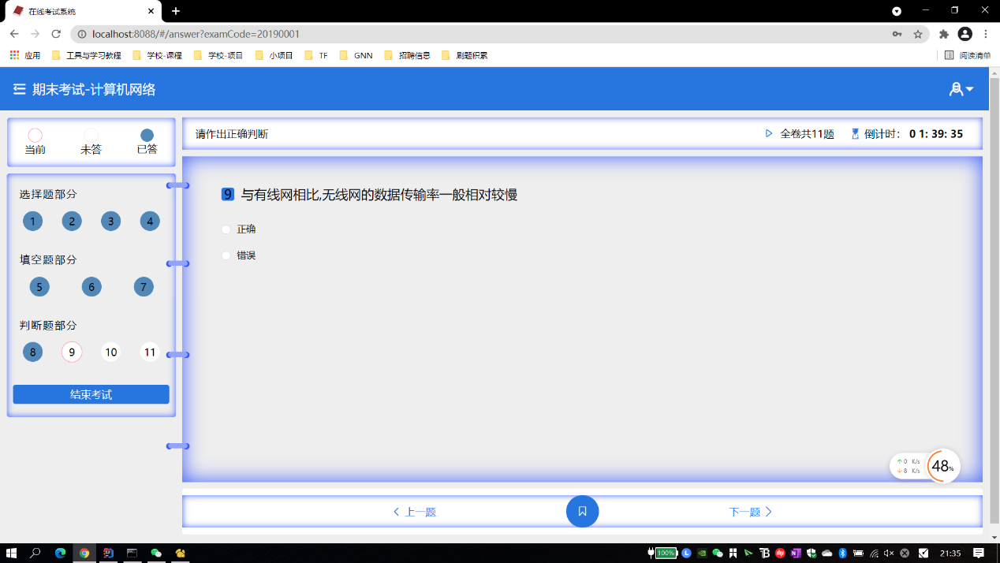 在线考试系统
localhost:8088/#/answer?examCode=20190001
应用 工具与学习教程 学校-课程 学校-项目 小项目 TF GNN 招聘信息 刷题积累 阅读清单
期末考试-计算机网络
当前 未答 已答
请作出正确判断 全卷共11题 倒计时： 0 1: 39: 35
选择题部分
1 2 3 4
填空题部分
5 6 7
判断题部分
8 9 10 11
结束考试
9 与有线网相比,无线网的数据传输率一般相对较慢
正确
错误
0 K/s
8 K/s
48%
上一题 下一题
100% 21:35